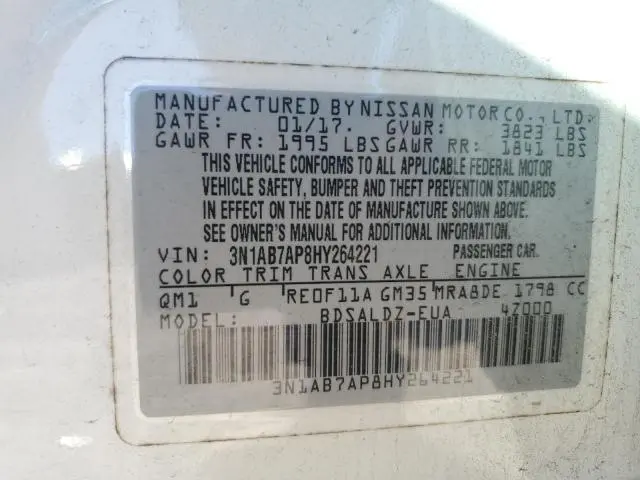 MANUFACTURED BY NISSAN MOTOR CO., LTD.
DATE: 01/17. GVWR: 3823 LBS
GAWR FR: 1995 LBS GAWR RR: 1841 LBS
THIS VEHICLE CONFORMS TO ALL APPLICABLE FEDERAL MOTOR
VEHICLE SAFETY, BUMPER AND THEFT PREVENTION STANDARDS
IN EFFECT ON THE DATE OF MANUFACTURE SHOWN ABOVE.
SEE OWNER'S MANUAL FOR ADDITIONAL INFORMATION.
VIN: 3N1AB7AP8HY264221 PASSENGER CAR
COLOR TRIM TRANS AXLE ENGINE
QM1 G RE0F11A GM35 MRA8DE 1798 CC
MODEL: BDSALDZ-EUA 4Z000
3N1AB7AP8HY264221